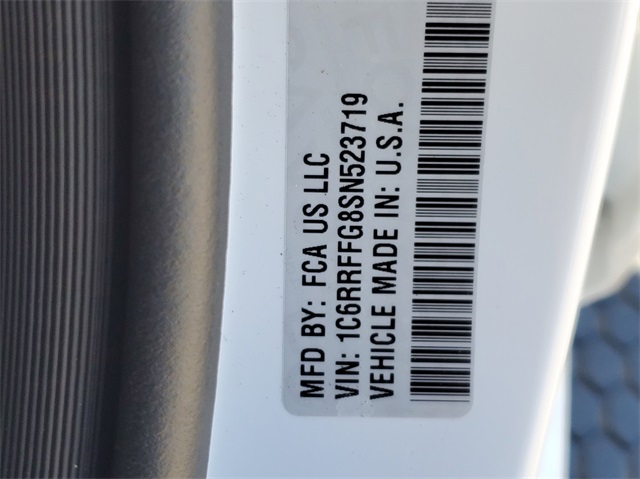 MFD BY: FCA US LLC
VIN: 1C6RRFFG8SN523719
VEHICLE MADE IN: U.S.A.